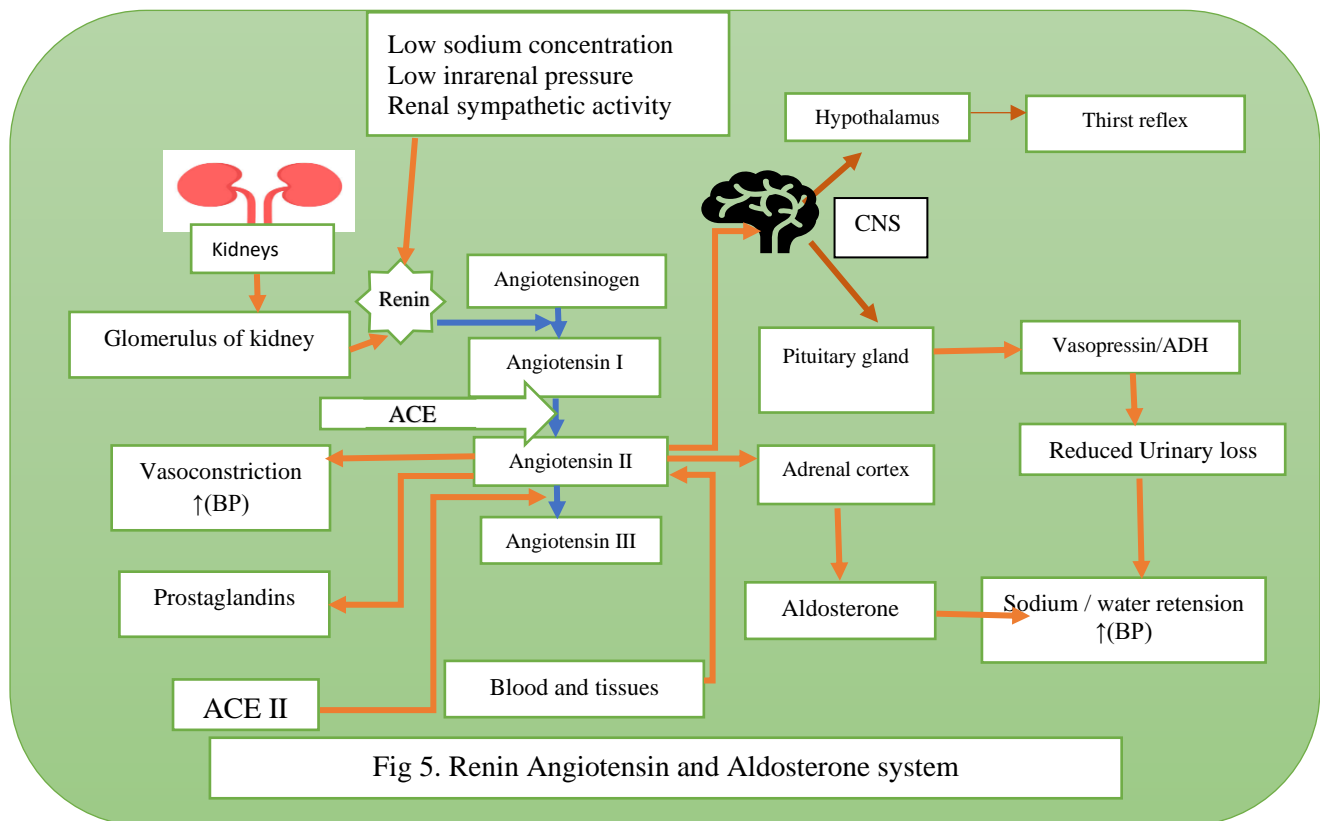 Low sodium concentration
Low inrarenal pressure
Renal sympathetic activity
Hypothalamus
Thirst reflex
Kidneys
CNS
Renin
Angiotensinogen
Glomerulus of kidney
Angiotensin I
Pituitary gland
Vasopressin/ADH
ACE
Vasoconstriction
↑(BP)
Angiotensin II
Adrenal cortex
Reduced Urinary loss
Angiotensin III
Prostaglandins
Aldosterone
Sodium / water retension
↑(BP)
ACE II
Blood and tissues
Fig 5. Renin Angiotensin and Aldosterone system